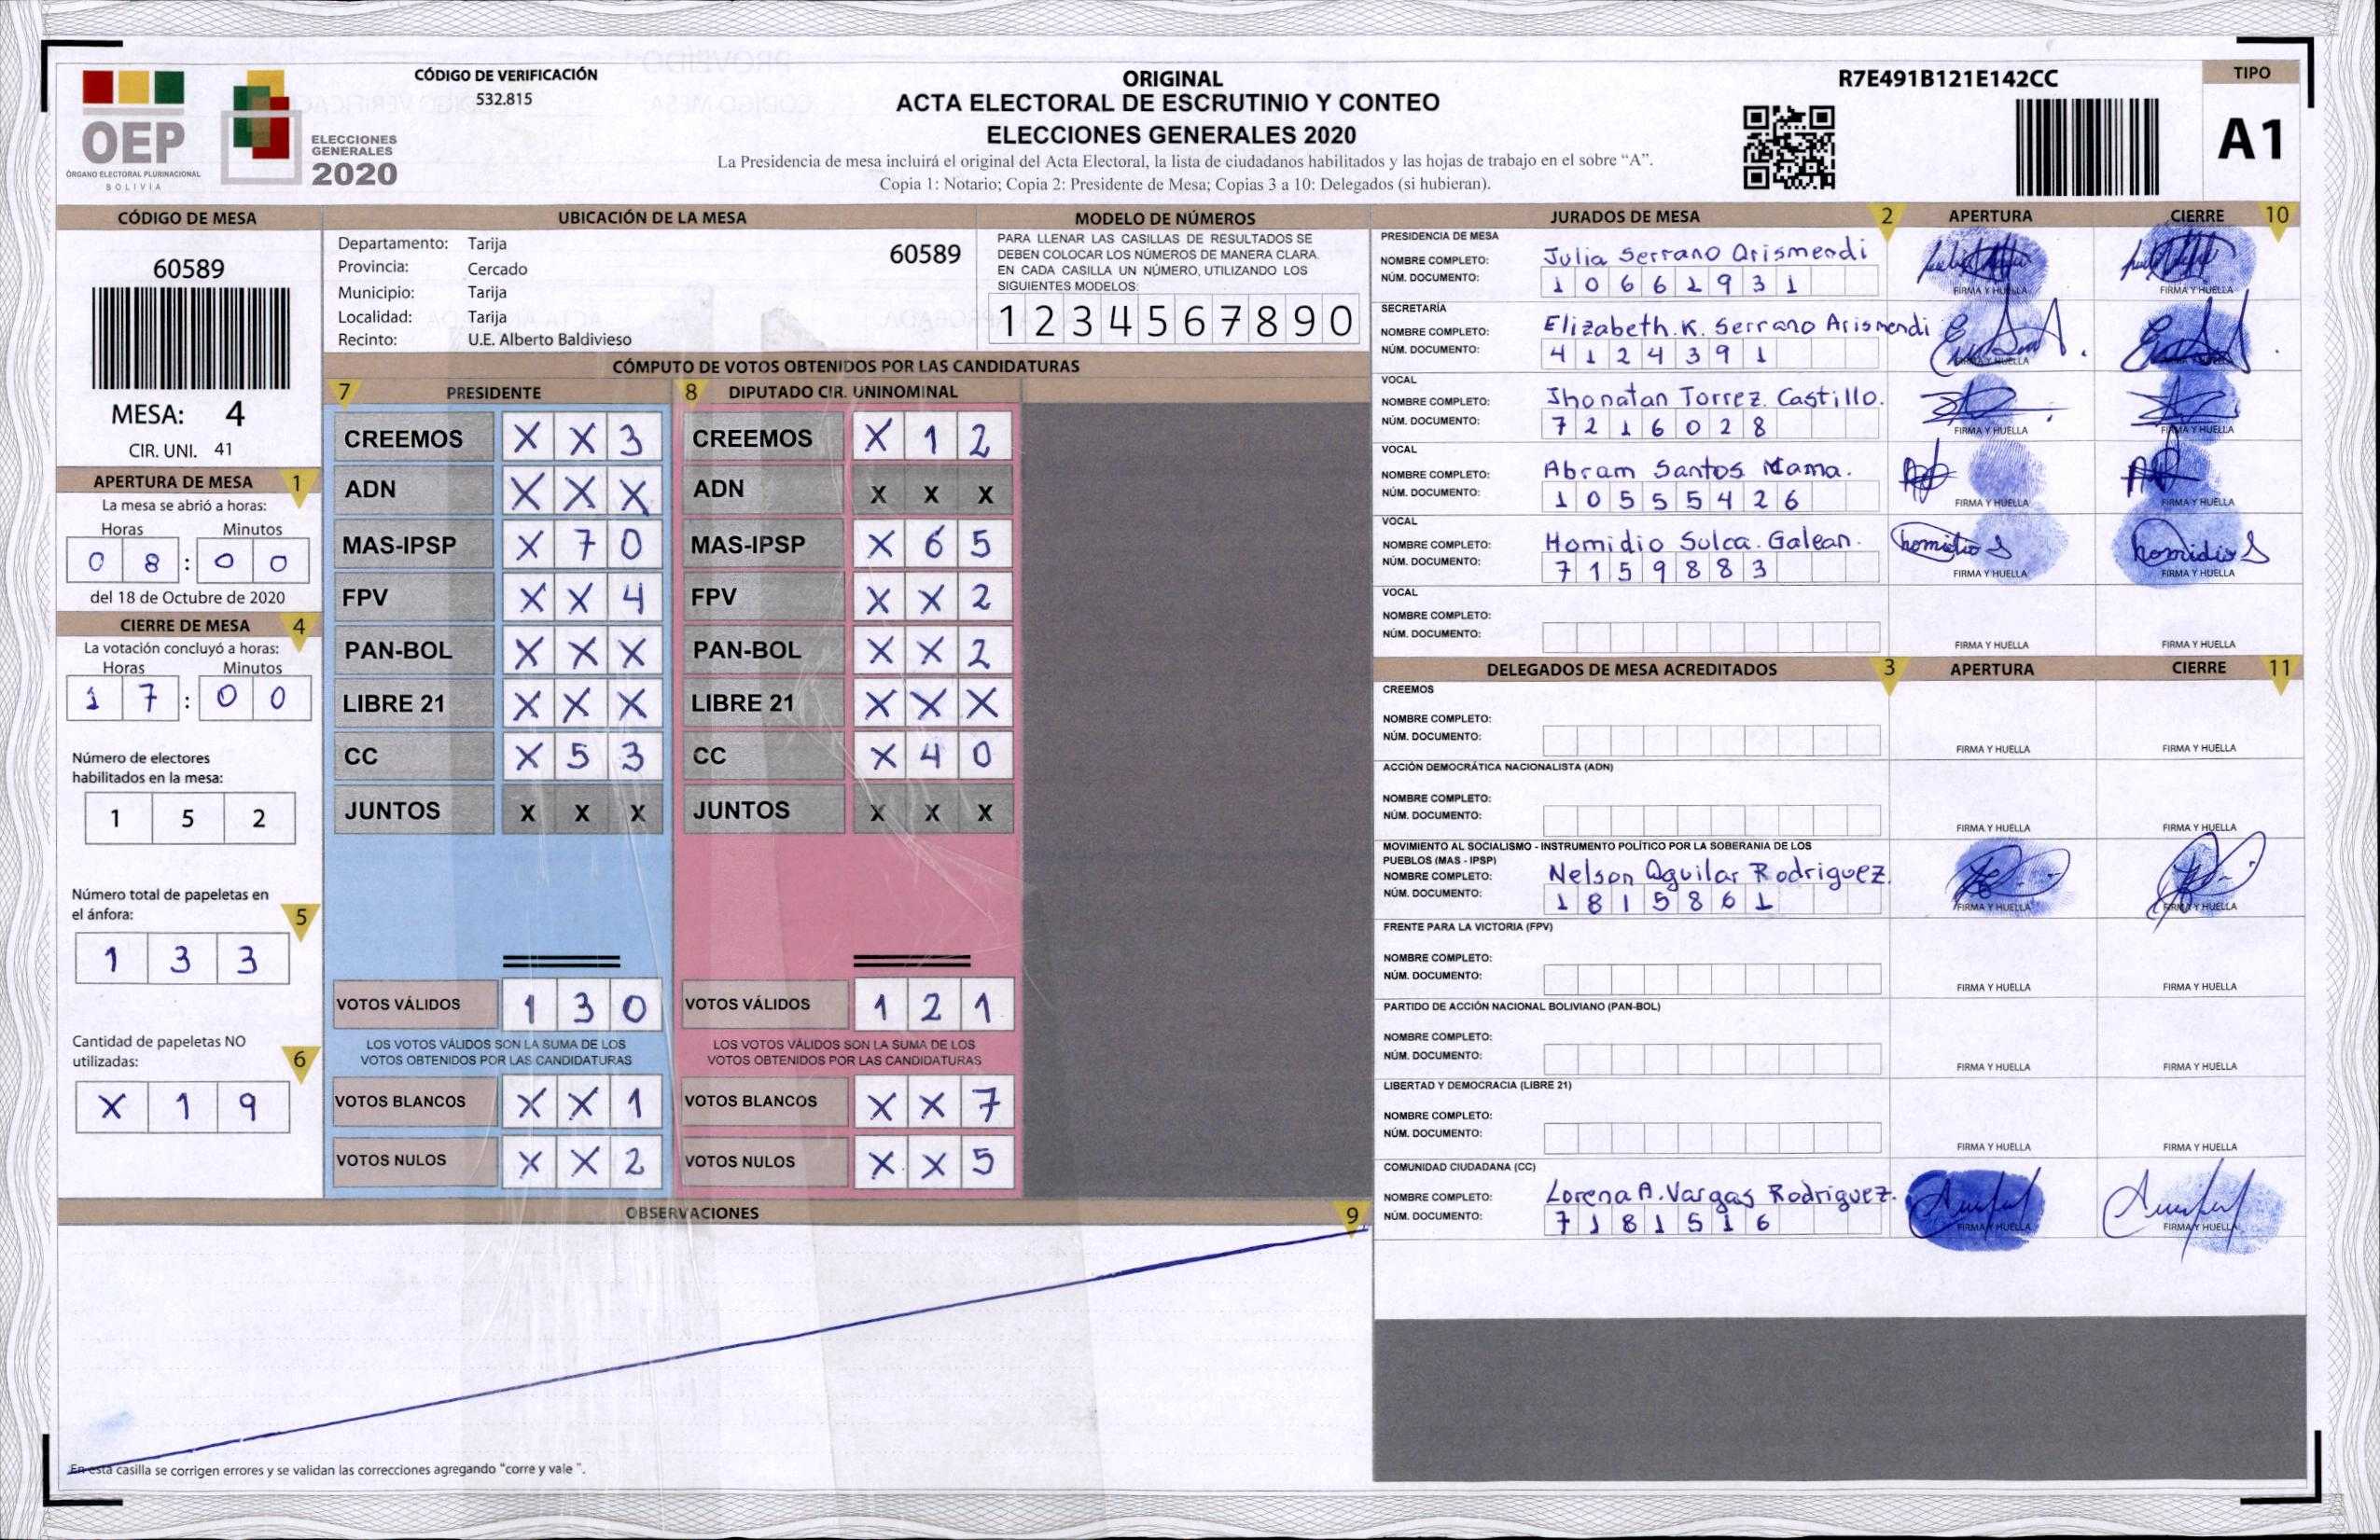 OEP
ÓRGANO ELECTORAL PLURINACIONAL
BOLIVIA
ELECCIONES
GENERALES
2020
CÓDIGO DE VERIFICACIÓN
532.815
ORIGINAL
ACTA ELECTORAL DE ESCRUTINIO Y CONTEO
ELECCIONES GENERALES 2020
La Presidencia de mesa incluirá el original del Acta Electoral, la lista de ciudadanos habilitados y las hojas de trabajo en el sobre “A”.
Copia 1: Notario; Copia 2: Presidente de Mesa; Copias 3 a 10: Delegados (si hubieran).
R7E491B121E142CC
TIPO
A1
CÓDIGO DE MESA
60589
MESA: 4
CIR. UNI. 41
APERTURA DE MESA 1
La mesa se abrió a horas:
Horas Minutos
0 8 : 0 0
del 18 de Octubre de 2020
CIERRE DE MESA 4
La votación concluyó a horas:
Horas Minutos
1 7 : 0 0
Número de electores
habilitados en la mesa:
1 5 2
Número total de papeletas en
el ánfora: 5
1 3 3
Cantidad de papeletas NO
utilizadas: 6
X 1 9
UBICACIÓN DE LA MESA
Departamento: Tarija 60589
Provincia: Cercado
Municipio: Tarija
Localidad: Tarija
Recinto: U.E. Alberto Baldivieso
MODELO DE NÚMEROS
PARA LLENAR LAS CASILLAS DE RESULTADOS SE
DEBEN COLOCAR LOS NÚMEROS DE MANERA CLARA.
EN CADA CASILLA UN NÚMERO, UTILIZANDO LOS
SIGUIENTES MODELOS:
1 2 3 4 5 6 7 8 9 0
CÓMPUTO DE VOTOS OBTENIDOS POR LAS CANDIDATURAS
7 PRESIDENTE
CREEMOS X X 3
ADN X X X
MAS-IPSP X 7 0
FPV X X 4
PAN-BOL X X X
LIBRE 21 X X X
CC X 5 3
JUNTOS X X X
VOTOS VÁLIDOS 1 3 0
LOS VOTOS VÁLIDOS SON LA SUMA DE LOS
VOTOS OBTENIDOS POR LAS CANDIDATURAS
VOTOS BLANCOS X X 1
VOTOS NULOS X X 2
8 DIPUTADO CIR. UNINOMINAL
CREEMOS X 1 2
ADN X X X
MAS-IPSP X 6 5
FPV X X 2
PAN-BOL X X 2
LIBRE 21 X X X
CC X 4 0
JUNTOS X X X
VOTOS VÁLIDOS 1 2 1
LOS VOTOS VÁLIDOS SON LA SUMA DE LOS
VOTOS OBTENIDOS POR LAS CANDIDATURAS
VOTOS BLANCOS X X 7
VOTOS NULOS X X 5
OBSERVACIONES 9
En esta casilla se corrigen errores y se validan las correcciones agregando "corre y vale ".
JURADOS DE MESA 2 APERTURA CIERRE 10
PRESIDENCIA DE MESA
NOMBRE COMPLETO: Julia Serrano Arismendi
NÚM. DOCUMENTO: 1 0 6 6 1 9 3 1
FIRMA Y HUELLA FIRMA Y HUELLA
SECRETARÍA
NOMBRE COMPLETO: Elizabeth. K. Serrano Arismendi
NÚM. DOCUMENTO: 4 1 2 4 3 9 1
FIRMA Y HUELLA FIRMA Y HUELLA
VOCAL
NOMBRE COMPLETO: Jhonatan Torrez. Castillo.
NÚM. DOCUMENTO: 7 2 1 6 0 2 8
FIRMA Y HUELLA FIRMA Y HUELLA
VOCAL
NOMBRE COMPLETO: Abram Santos Mama.
NÚM. DOCUMENTO: 1 0 5 5 5 4 2 6
FIRMA Y HUELLA FIRMA Y HUELLA
VOCAL
NOMBRE COMPLETO: Homidio Sulca. Galean.
NÚM. DOCUMENTO: 7 1 5 9 8 8 3
homidio S homidio S
FIRMA Y HUELLA FIRMA Y HUELLA
VOCAL
NOMBRE COMPLETO:
NÚM. DOCUMENTO:
FIRMA Y HUELLA FIRMA Y HUELLA
DELEGADOS DE MESA ACREDITADOS 3 APERTURA CIERRE 11
CREEMOS
NOMBRE COMPLETO:
NÚM. DOCUMENTO:
FIRMA Y HUELLA FIRMA Y HUELLA
ACCIÓN DEMOCRÁTICA NACIONALISTA (ADN)
NOMBRE COMPLETO:
NÚM. DOCUMENTO:
FIRMA Y HUELLA FIRMA Y HUELLA
MOVIMIENTO AL SOCIALISMO - INSTRUMENTO POLÍTICO POR LA SOBERANIA DE LOS
PUEBLOS (MAS - IPSP)
NOMBRE COMPLETO: Nelson Aguilar Rodriguez.
NÚM. DOCUMENTO: 1 8 1 5 8 6 1
FIRMA Y HUELLA FIRMA Y HUELLA
FRENTE PARA LA VICTORIA (FPV)
NOMBRE COMPLETO:
NÚM. DOCUMENTO:
FIRMA Y HUELLA FIRMA Y HUELLA
PARTIDO DE ACCIÓN NACIONAL BOLIVIANO (PAN-BOL)
NOMBRE COMPLETO:
NÚM. DOCUMENTO:
FIRMA Y HUELLA FIRMA Y HUELLA
LIBERTAD Y DEMOCRACIA (LIBRE 21)
NOMBRE COMPLETO:
NÚM. DOCUMENTO:
FIRMA Y HUELLA FIRMA Y HUELLA
COMUNIDAD CIUDADANA (CC)
NOMBRE COMPLETO: Lorena A. Vargas Rodriguez.
NÚM. DOCUMENTO: 7 1 8 1 5 1 6
FIRMA Y HUELLA FIRMA Y HUELLA